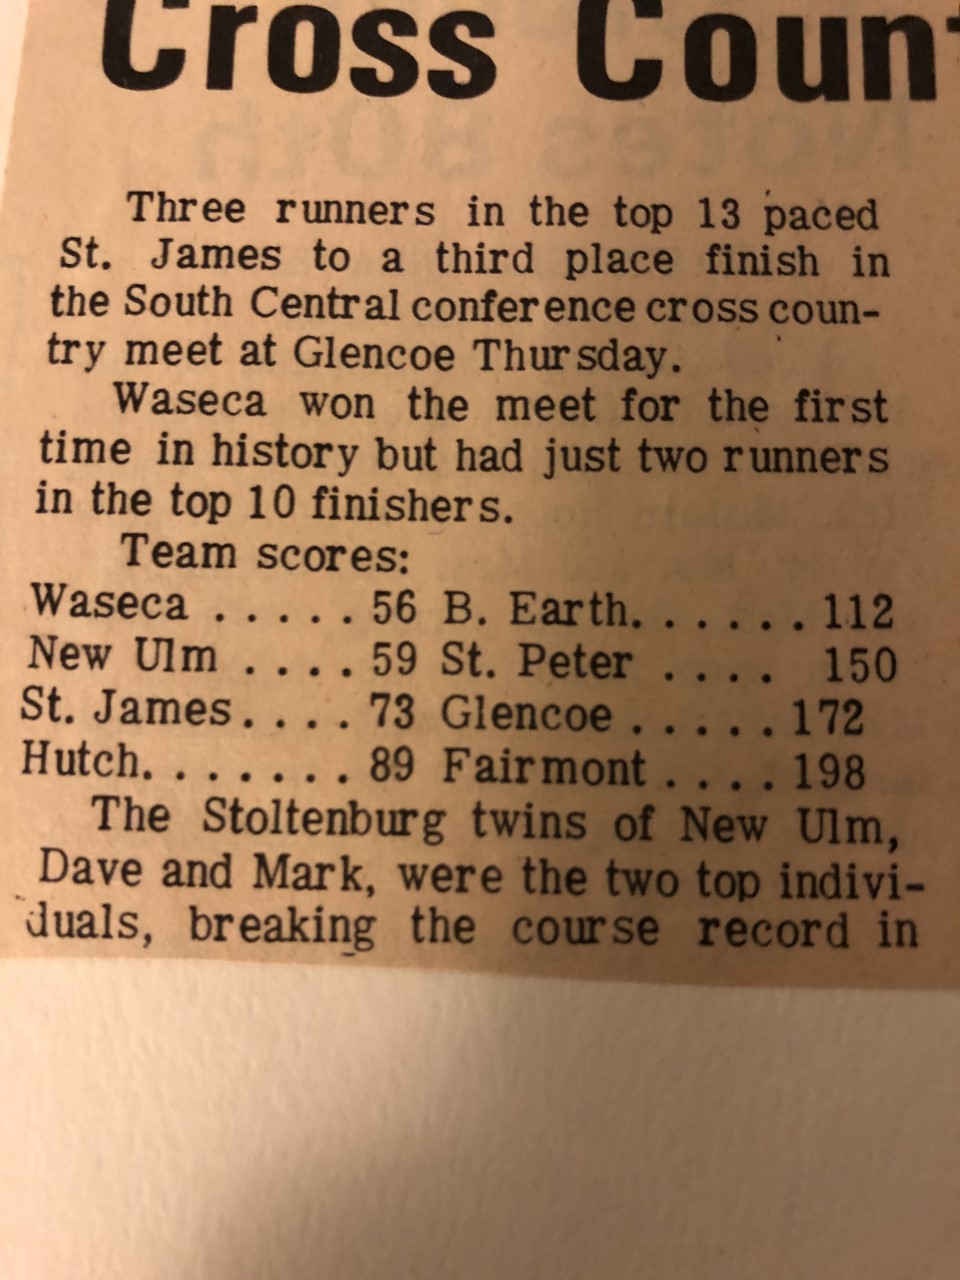 Cross Coun
Three runners in the top 13 paced
St. James to a third place finish in
the South Central conference cross coun-
try meet at Glencoe Thursday.
Waseca won the meet for the first
time in history but had just two runners
in the top 10 finishers.
Team scores:
Waseca . . . . . 56 B. Earth. . . . . . . 112
New Ulm . . . . 59 St. Peter . . . . 150
St. James. . . . 73 Glencoe . . . . . 172
Hutch. . . . . . . . 89 Fairmont . . . . 198
The Stoltenburg twins of New Ulm,
Dave and Mark, were the two top indivi-
duals, breaking the course record in